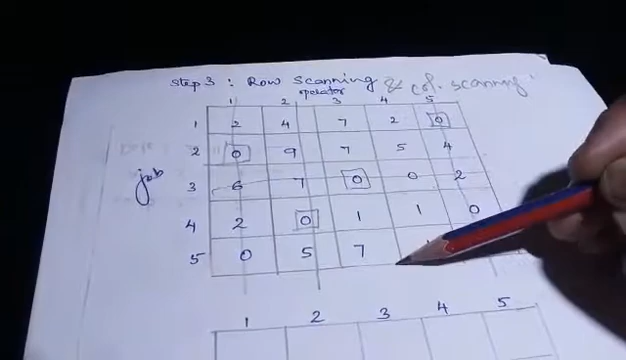 step 3 : Row scanning & col. scanning
operator
1 2 3 4 5
1 2 4 7 2 0
2 0 9 7 5 4
job
3 6 7 0 0 2
4 2 0 1 1 0
5 0 5 7
1 2 3 4 5